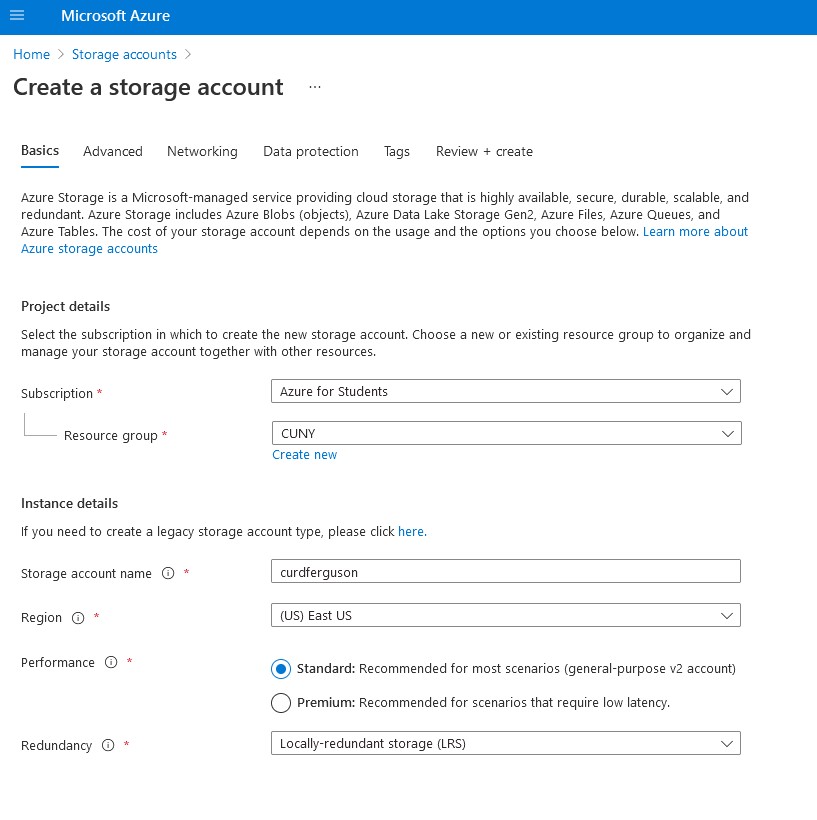 Microsoft Azure
Home > Storage accounts >
Create a storage account ...
Basics Advanced Networking Data protection Tags Review + create
Azure Storage is a Microsoft-managed service providing cloud storage that is highly available, secure, durable, scalable, and
redundant. Azure Storage includes Azure Blobs (objects), Azure Data Lake Storage Gen2, Azure Files, Azure Queues, and
Azure Tables. The cost of your storage account depends on the usage and the options you choose below. Learn more about
Azure storage accounts
Project details
Select the subscription in which to create the new storage account. Choose a new or existing resource group to organize and
manage your storage account together with other resources.
Subscription * Azure for Students
Resource group * CUNY
Create new
Instance details
If you need to create a legacy storage account type, please click here.
Storage account name * curdferguson
Region * (US) East US
Performance * Standard: Recommended for most scenarios (general-purpose v2 account)
Premium: Recommended for scenarios that require low latency.
Redundancy * Locally-redundant storage (LRS)